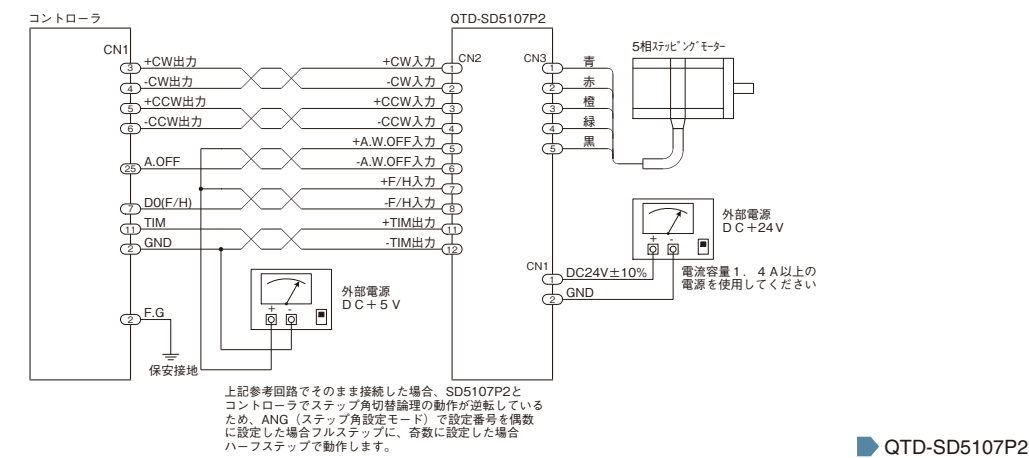 コントローラ
QTD-SD5107P2
CN1
3 +CW出力
4 -CW出力
5 +CCW出力
6 -CCW出力
25 A.OFF
7 D0(F/H)
11 TIM
2 GND
2 F.G
保安接地
CN2
+CW入力 1
-CW入力 2
+CCW入力 3
-CCW入力 4
+A.W.OFF入力 5
-A.W.OFF入力 6
+F/H入力 7
-F/H入力 8
+TIM出力 11
-TIM出力 12
CN3
1 青
2 赤
3 橙
4 緑
5 黒
5相ステッピングモーター
+ -
外部電源
DC+24V
CN1
1 DC24V±10%
2 GND
電流容量1.4A以上の
電源を使用してください
+ -
外部電源
DC+5V
上記参考回路でそのまま接続した場合、SD5107P2と
コントローラでステップ角切替論理の動作が逆転している
ため、ANG（ステップ角設定モード）で設定番号を偶数
に設定した場合フルステップに、奇数に設定した場合
ハーフステップで動作します。
QTD-SD5107P2